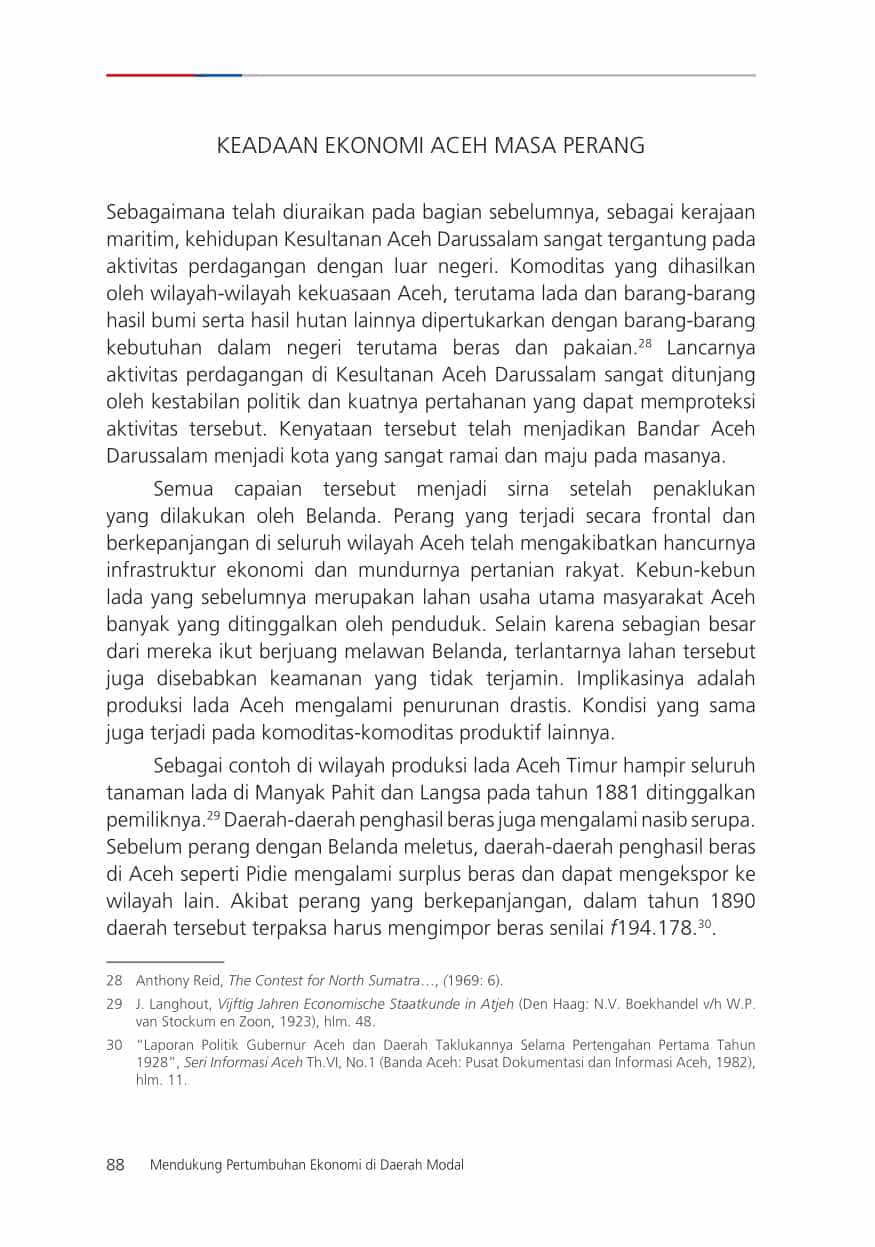 KEADAAN EKONOMI ACEH MASA PERANG
Sebagaimana telah diuraikan pada bagian sebelumnya, sebagai kerajaan
maritim, kehidupan Kesultanan Aceh Darussalam sangat tergantung pada
aktivitas perdagangan dengan luar negeri. Komoditas yang dihasilkan
oleh wilayah-wilayah kekuasaan Aceh, terutama lada dan barang-barang
hasil bumi serta hasil hutan lainnya dipertukarkan dengan barang-barang
kebutuhan dalam negeri terutama beras dan pakaian.28 Lancarnya
aktivitas perdagangan di Kesultanan Aceh Darussalam sangat ditunjang
oleh kestabilan politik dan kuatnya pertahanan yang dapat memproteksi
aktivitas tersebut. Kenyataan tersebut telah menjadikan Bandar Aceh
Darussalam menjadi kota yang sangat ramai dan maju pada masanya.
Semua capaian tersebut menjadi sirna setelah penaklukan
yang dilakukan oleh Belanda. Perang yang terjadi secara frontal dan
berkepanjangan di seluruh wilayah Aceh telah mengakibatkan hancurnya
infrastruktur ekonomi dan mundurnya pertanian rakyat. Kebun-kebun
lada yang sebelumnya merupakan lahan usaha utama masyarakat Aceh
banyak yang ditinggalkan oleh penduduk. Selain karena sebagian besar
dari mereka ikut berjuang melawan Belanda, terlantarnya lahan tersebut
juga disebabkan keamanan yang tidak terjamin. Implikasinya adalah
produksi lada Aceh mengalami penurunan drastis. Kondisi yang sama
juga terjadi pada komoditas-komoditas produktif lainnya.
Sebagai contoh di wilayah produksi lada Aceh Timur hampir seluruh
tanaman lada di Manyak Pahit dan Langsa pada tahun 1881 ditinggalkan
pemiliknya.29 Daerah-daerah penghasil beras juga mengalami nasib serupa.
Sebelum perang dengan Belanda meletus, daerah-daerah penghasil beras
di Aceh seperti Pidie mengalami surplus beras dan dapat mengekspor ke
wilayah lain. Akibat perang yang berkepanjangan, dalam tahun 1890
daerah tersebut terpaksa harus mengimpor beras senilai f194.178.30.
28 Anthony Reid, The Contest for North Sumatra…, (1969: 6).
29 J. Langhout, Vijftig Jahren Economische Staatkunde in Atjeh (Den Haag: N.V. Boekhandel v/h W.P.
van Stockum en Zoon, 1923), hlm. 48.
30 "Laporan Politik Gubernur Aceh dan Daerah Taklukannya Selama Pertengahan Pertama Tahun
1928", Seri Informasi Aceh Th.VI, No.1 (Banda Aceh: Pusat Dokumentasi dan Informasi Aceh, 1982),
hlm. 11.
88 Mendukung Pertumbuhan Ekonomi di Daerah Modal